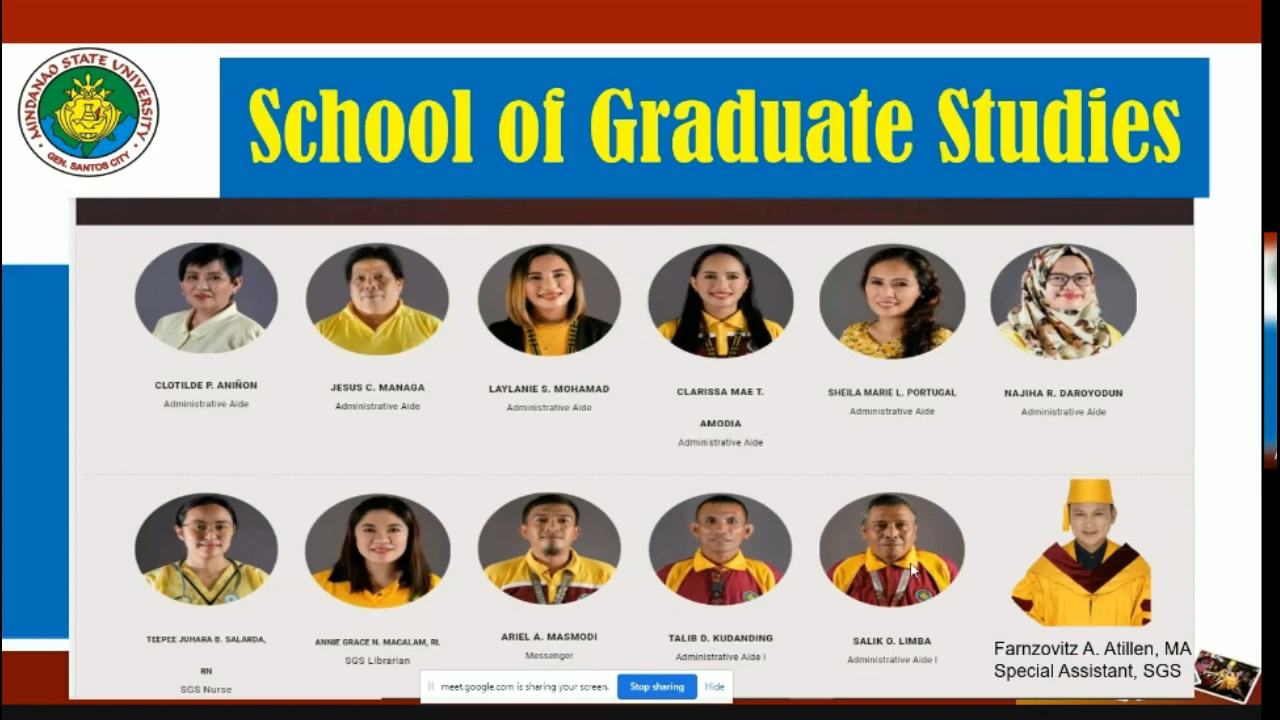 MINDANAO STATE UNIVERSITY
GEN. SANTOS CITY
School of Graduate Studies
CLOTILDE P. ANIÑON
Administrative Aide
JESUS C. MANAGA
Administrative Aide
LAYLANIE S. MOHAMAD
Administrative Aide
CLARISSA MAE T.
AMODIA
Administrative Aide
SHEILA MARIE L. PORTUGAL
Administrative Aide
NAJIHA R. DAROYODUN
Administrative Aide
TEEPEE JUHARA B. SALARDA,
RN
SGS Nurse
ANNIE GRACE N. MACALAM, RL
SGS Librarian
ARIEL A. MASMODI
Messenger
TALIB D. KUDANDING
Administrative Aide I
SALIK O. LIMBA
Administrative Aide I
Farnzovitz A. Atillen, MA
Special Assistant, SGS
meet.google.com is sharing your screen.
Stop sharing
Hide